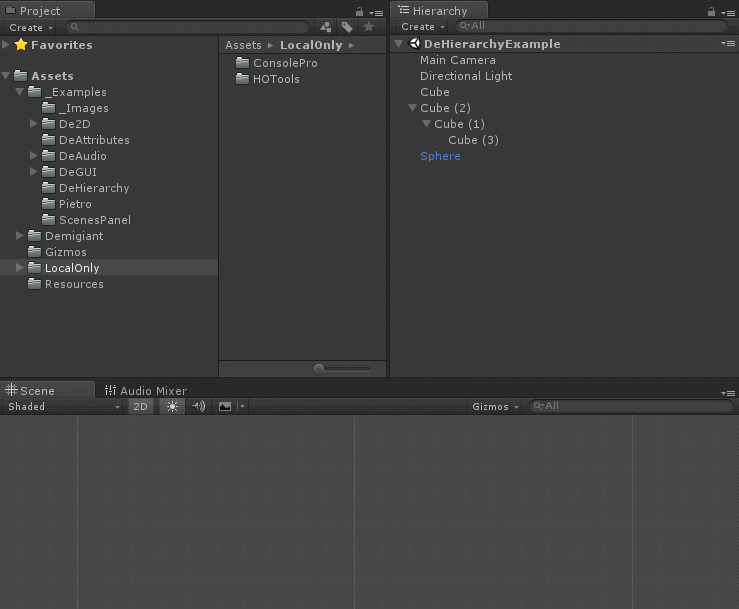 Project
Create
Favorites
Assets
_Examples
_Images
De2D
DeAttributes
DeAudio
DeGUI
DeHierarchy
Pietro
ScenesPanel
Demigiant
Gizmos
LocalOnly
Resources
Assets ▸ LocalOnly ▸
ConsolePro
HOTools
Hierarchy
Create All
DeHierarchyExample
Main Camera
Directional Light
Cube
Cube (2)
Cube (1)
Cube (3)
Sphere
Scene Audio Mixer
Shaded 2D Gizmos All